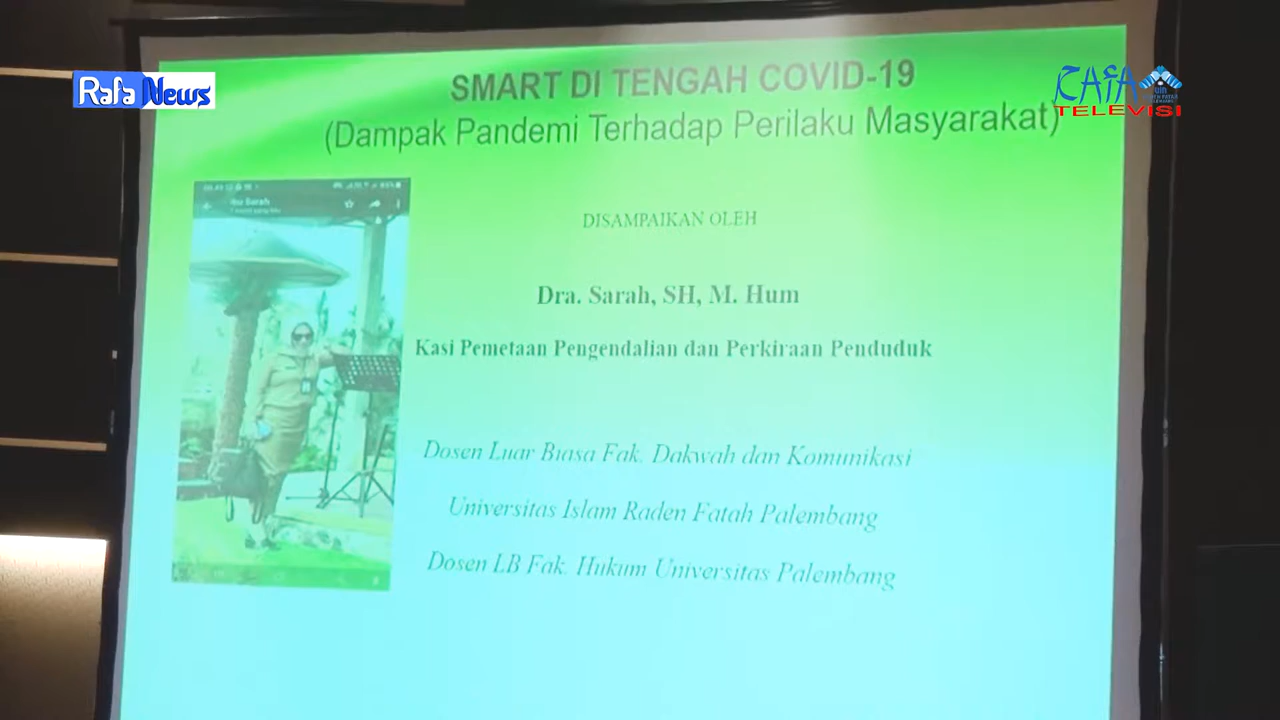 Rafa News
RAFA
TELEVISI
SMART DI TENGAH COVID-19
(Dampak Pandemi Terhadap Perilaku Masyarakat)
Ibu Sarah
DISAMPAIKAN OLEH
Dra. Sarah, SH, M. Hum
Kasi Pemetaan Pengendalian dan Perkiraan Penduduk
Dosen Luar Biasa Fak. Dakwah dan Komunikasi
Universitas Islam Raden Fatah Palembang
Dosen LB Fak. Hukum Universitas Palembang